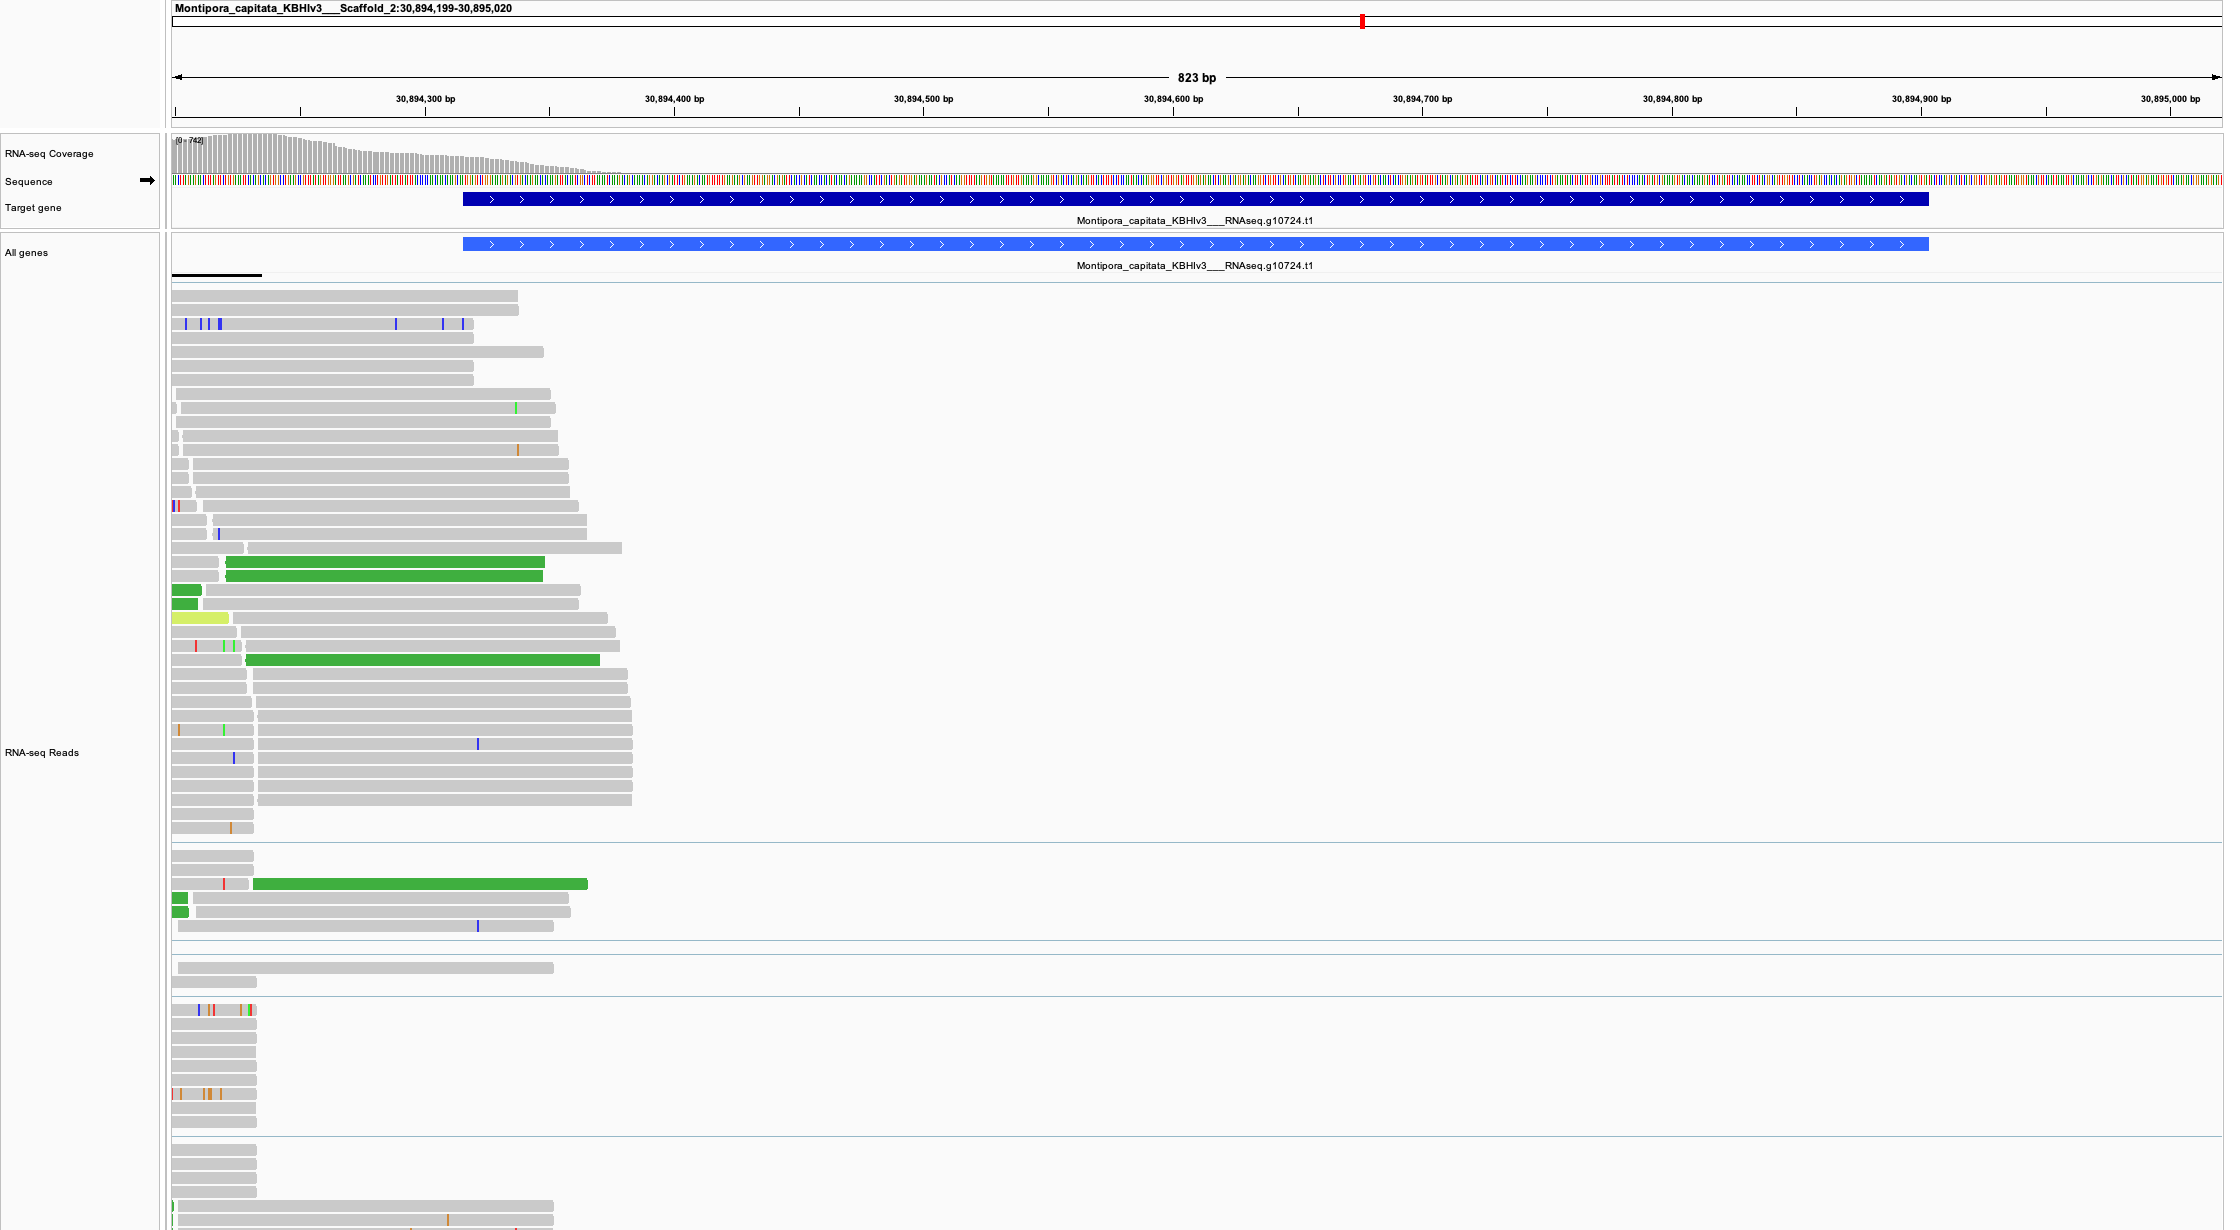 Montipora_capitata_KBHIv3___Scaffold_2:30,894,199-30,895,020
823 bp
30,894,300 bp 30,894,400 bp 30,894,500 bp 30,894,600 bp 30,894,700 bp 30,894,800 bp 30,894,900 bp 30,895,000 bp
[0 - 742]
RNA-seq Coverage
Sequence
Target gene
Montipora_capitata_KBHIv3___RNAseq.g10724.t1
All genes
Montipora_capitata_KBHIv3___RNAseq.g10724.t1
RNA-seq Reads